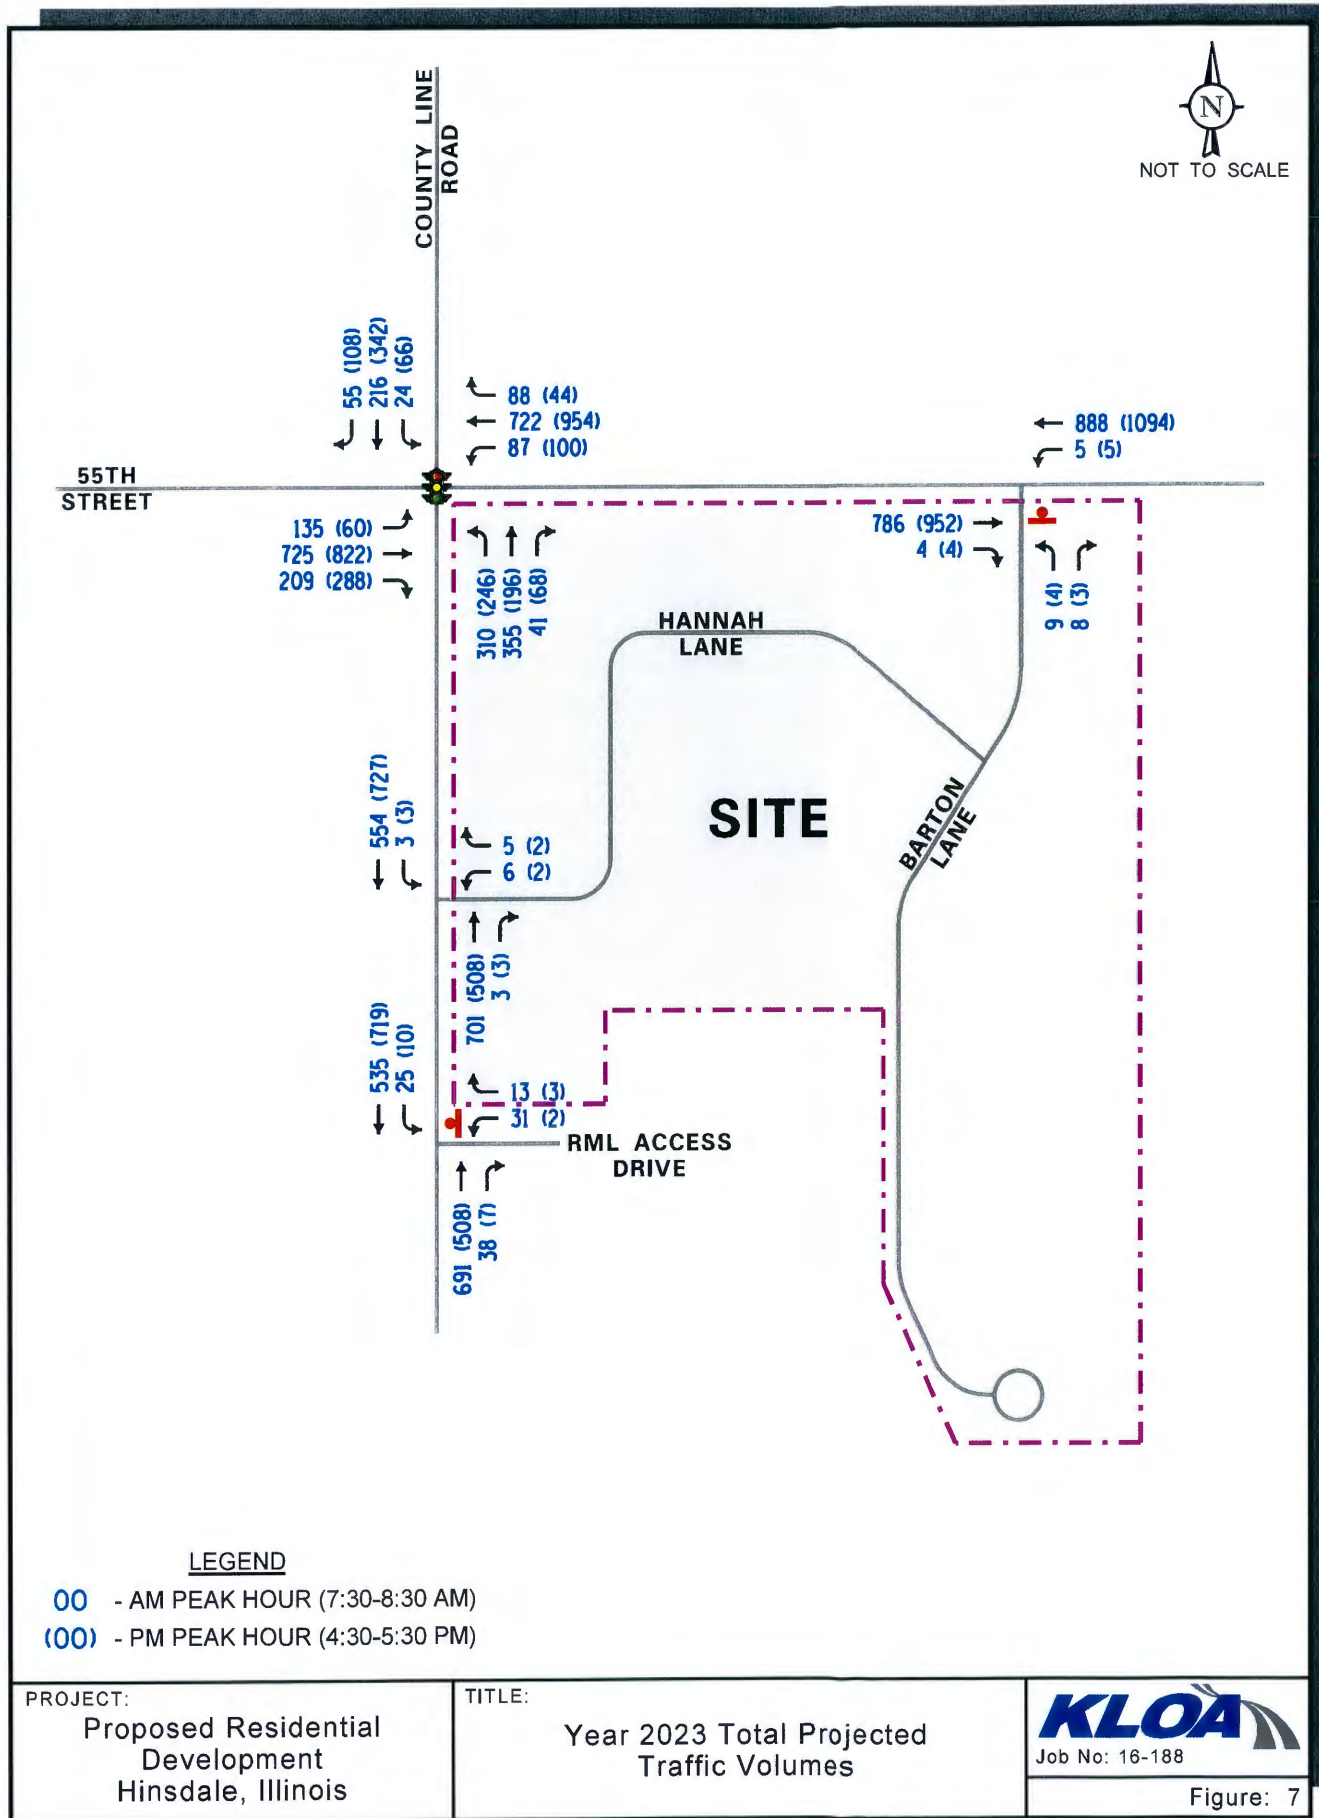 COUNTY LINE
ROAD
N
NOT TO SCALE
55 (108)
216 (342)
24 (66)
88 (44)
722 (954)
87 (100)
888 (1094)
5 (5)
55TH
STREET
135 (60)
725 (822)
209 (288)
310 (246)
355 (196)
41 (68)
786 (952)
4 (4)
9 (4)
8 (3)
HANNAH
LANE
554 (727)
3 (3)
5 (2)
6 (2)
SITE
BARTON
LANE
701 (508)
3 (3)
535 (719)
25 (10)
13 (3)
31 (2)
RML ACCESS
DRIVE
691 (508)
38 (7)
LEGEND
00 - AM PEAK HOUR (7:30-8:30 AM)
(00) - PM PEAK HOUR (4:30-5:30 PM)
PROJECT:
Proposed Residential
Development
Hinsdale, Illinois
TITLE:
Year 2023 Total Projected
Traffic Volumes
KLOA
Job No: 16-188
Figure: 7